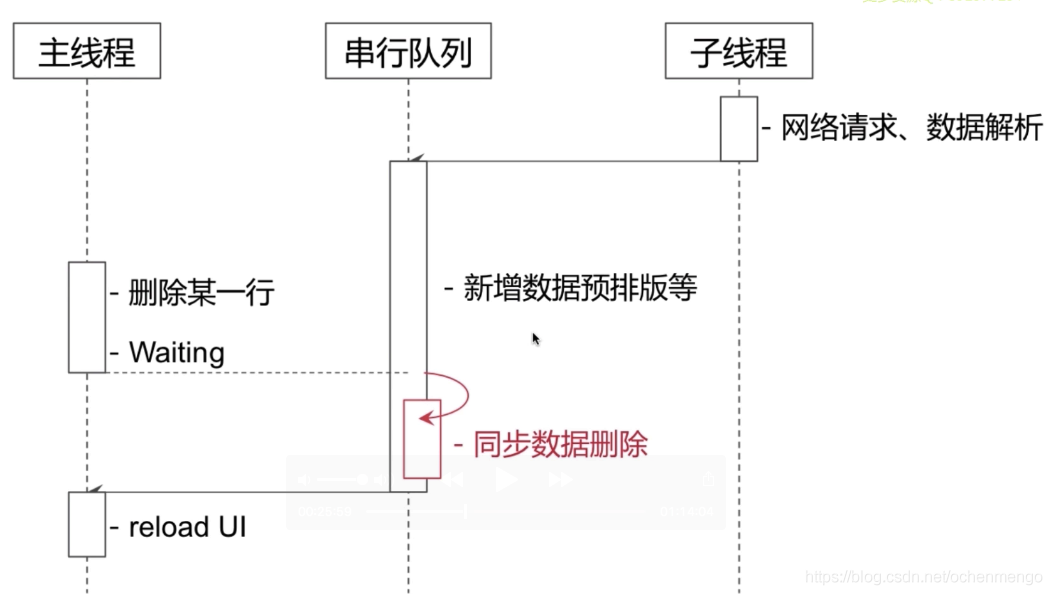 主线程
串行队列
子线程
- 网络请求、数据解析
- 删除某一行
- 新增数据预排版等
- Waiting
- 同步数据删除
- reload UI
https://blog.csdn.net/ochenmengo